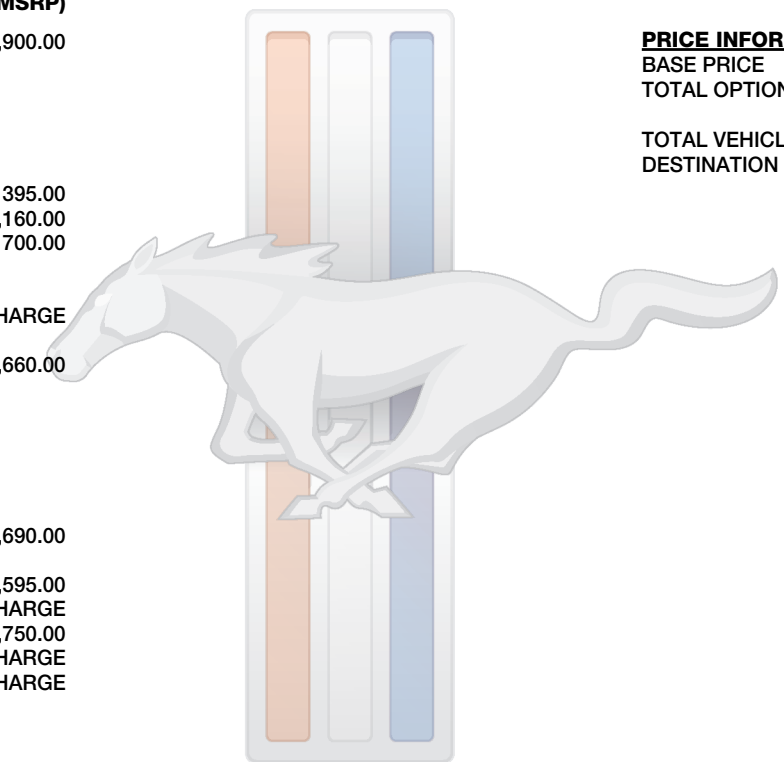 MSRP)
,900.00
395.00
,160.00
700.00
HARGE
,660.00
,690.00
,595.00
HARGE
,750.00
HARGE
HARGE
PRICE INFOR
BASE PRICE
TOTAL OPTION
TOTAL VEHICL
DESTINATION